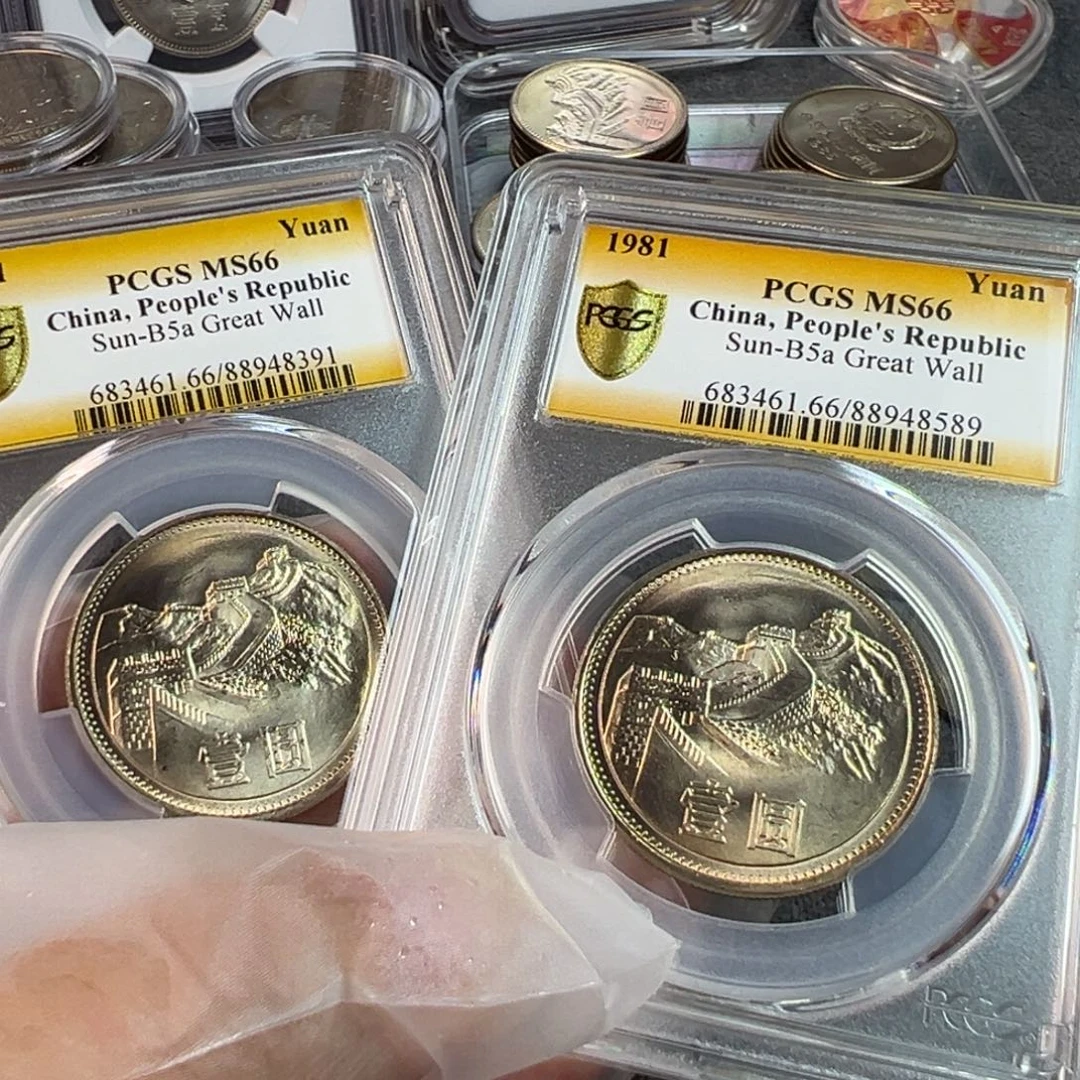 1 Yuan
PCGS MS66
China, People's Republic
Sun-B5a Great Wall
683461.66/88948391
壹圆
1981 Yuan
PCGS
PCGS MS66
China, People's Republic
Sun-B5a Great Wall
683461.66/88948589
壹圆
PCGS